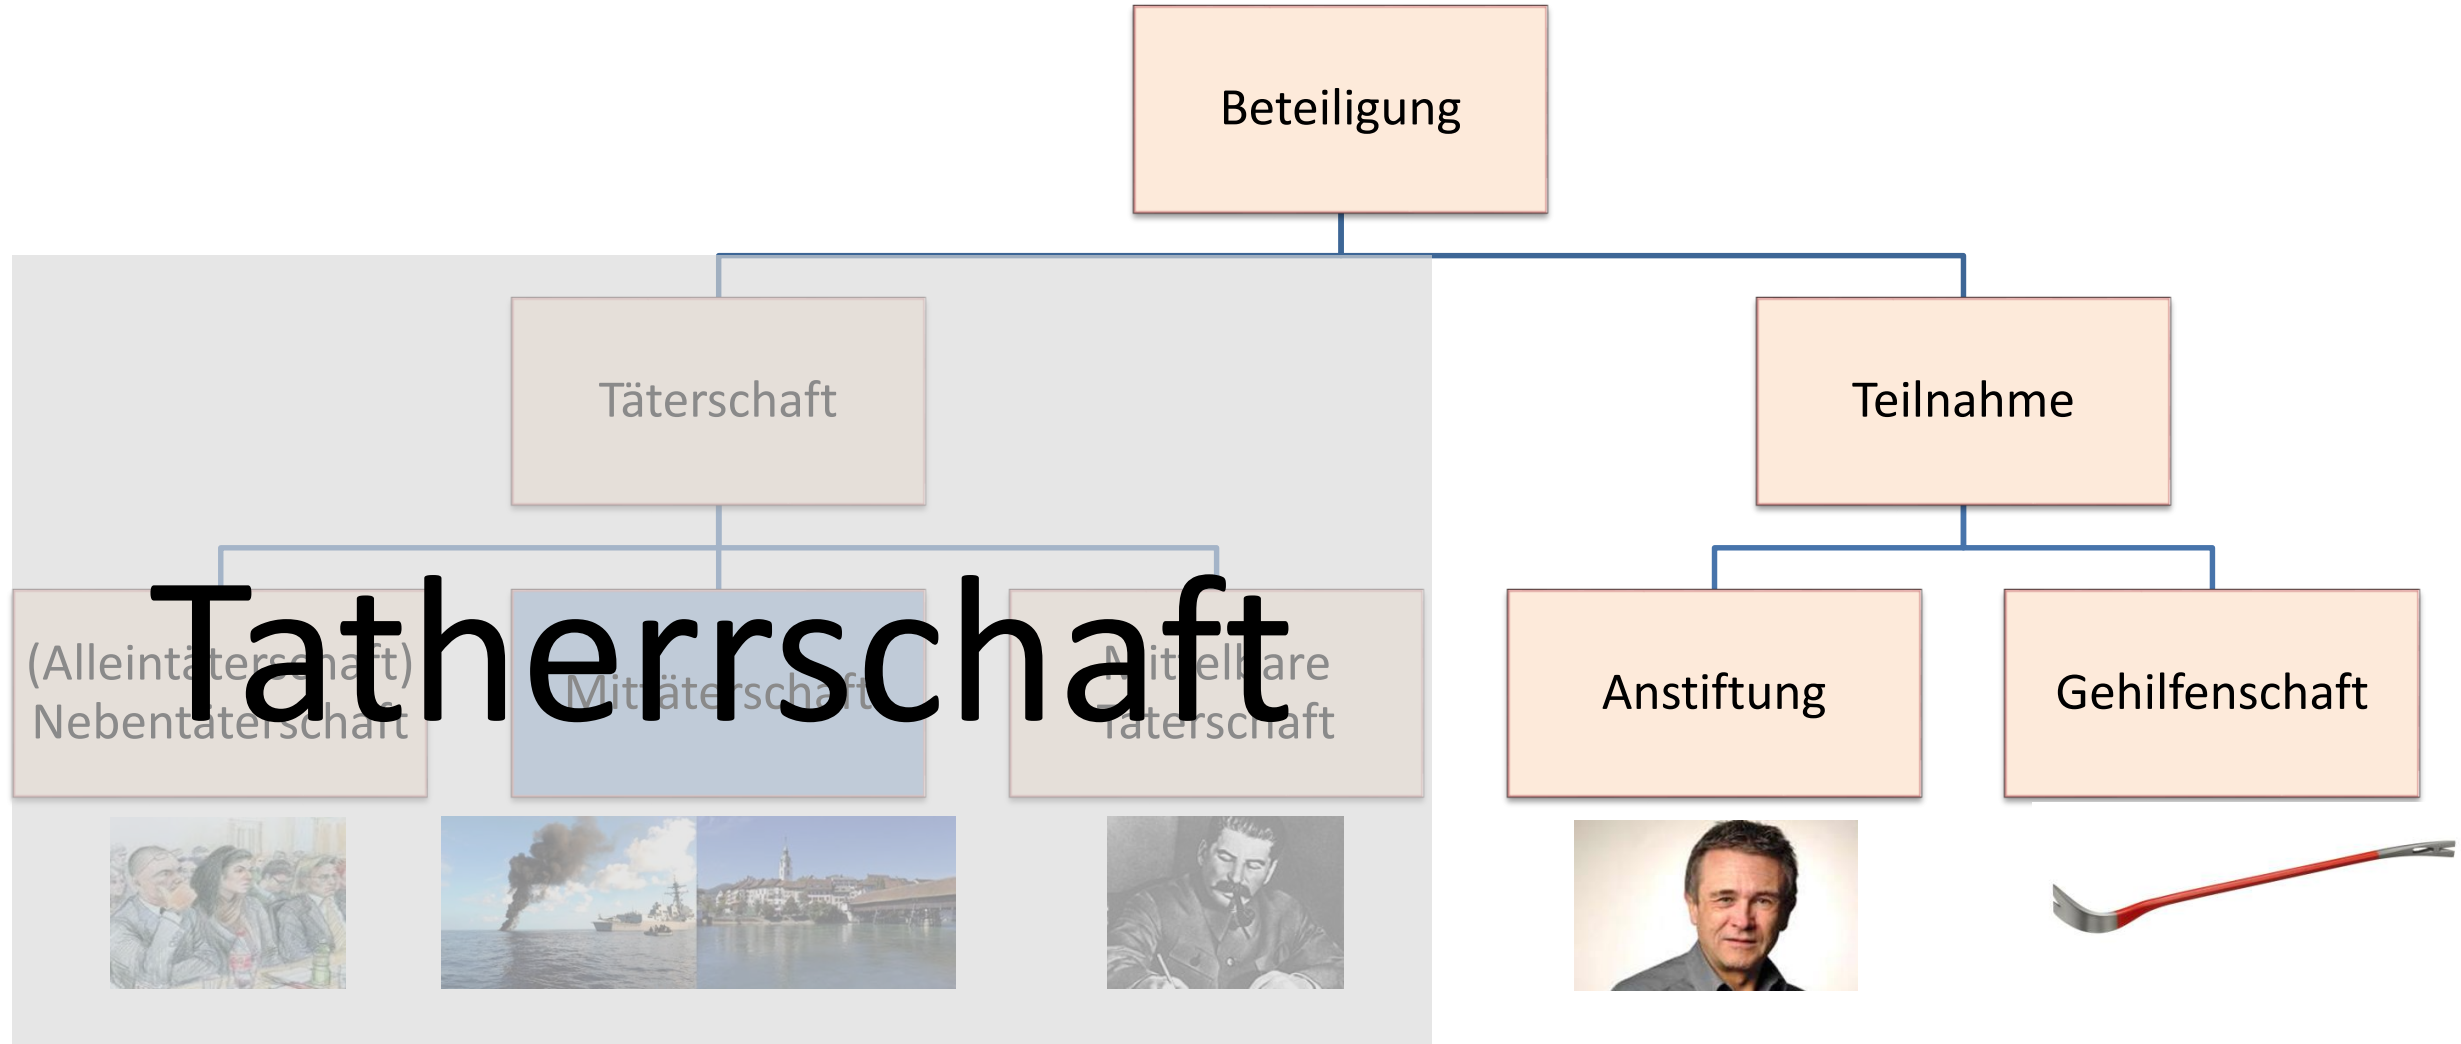 Beteiligung
Täterschaft
Teilnahme
Tatherrschaft
(Alleintäterschaft)
Nebentäterschaft
Mittäterschaft
Mittelbare
Täterschaft
Anstiftung
Gehilfenschaft